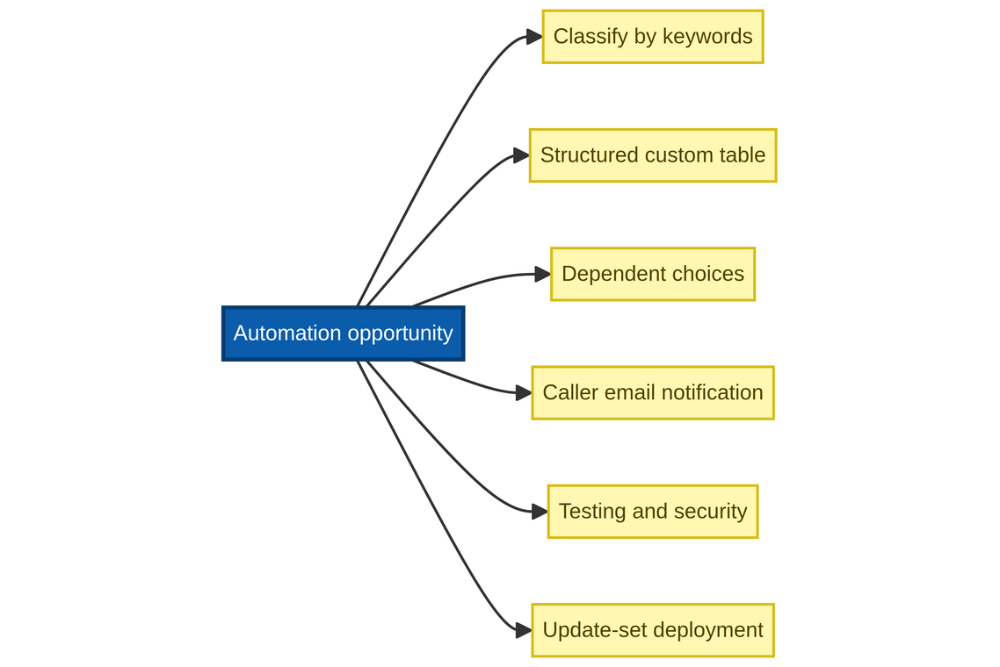 Classify by keywords
Structured custom table
Dependent choices
Automation opportunity
Caller email notification
Testing and security
Update-set deployment